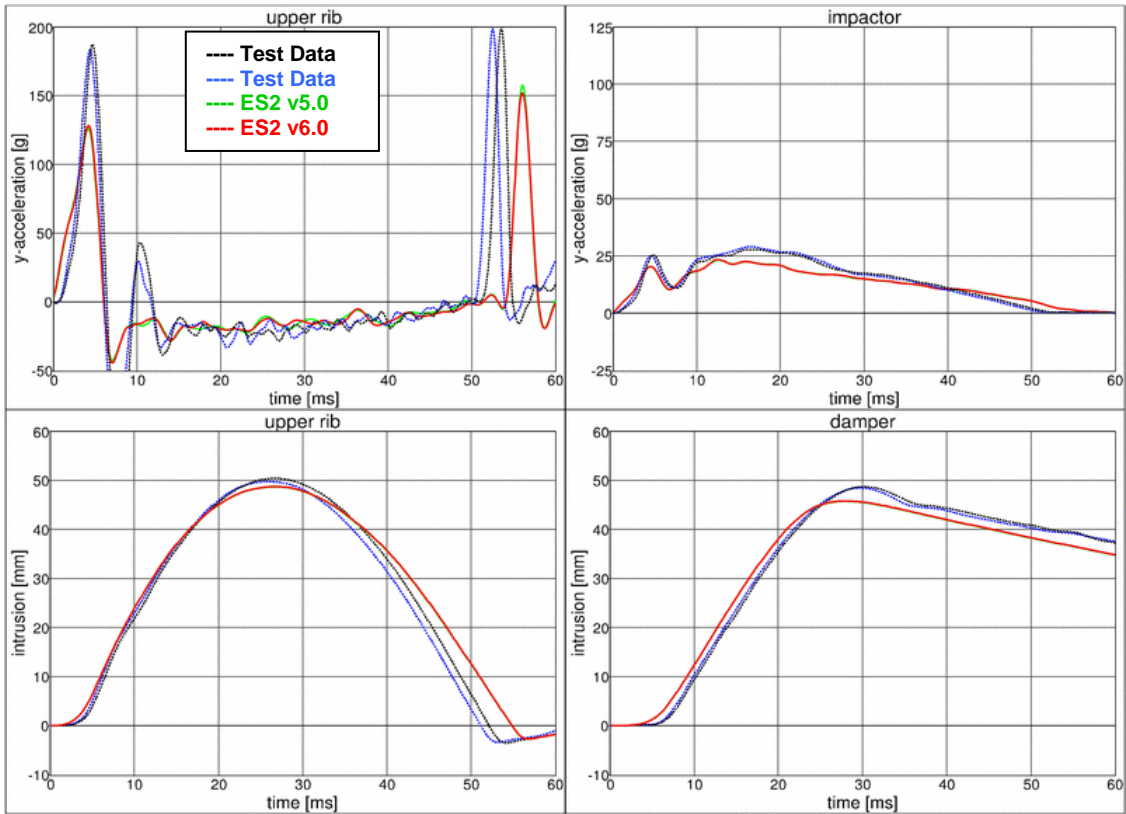 upper rib
200
150
100
50
0
-50
y-acceleration [g]
Test Data
Test Data
ES2 v5.0
ES2 v6.0
0 10 20 30 40 50 60
time [ms]
impactor
125
100
75
50
25
0
-25
y-acceleration [g]
0 10 20 30 40 50 60
time [ms]
upper rib
60
50
40
30
20
10
0
-10
intrusion [mm]
0 10 20 30 40 50 60
time [ms]
damper
60
50
40
30
20
10
0
-10
intrusion [mm]
0 10 20 30 40 50 60
time [ms]